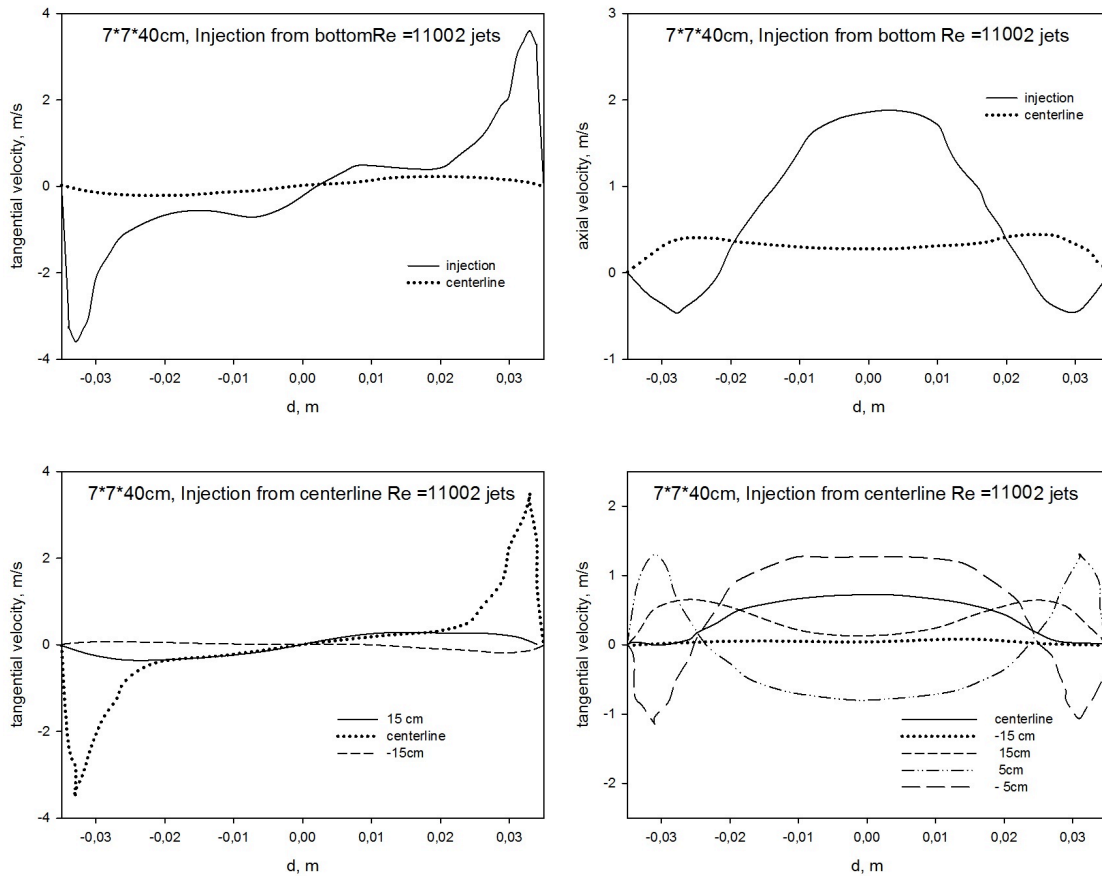 7*7*40cm, Injection from bottomRe =11002 jets
4
2
0
-2
-4
tangential velocity, m/s
injection
centerline
-0,03 -0,02 -0,01 0,00 0,01 0,02 0,03
d, m
7*7*40cm, Injection from bottom Re =11002 jets
3
2
1
0
-1
axial velocity, m/s
injection
centerline
-0,03 -0,02 -0,01 0,00 0,01 0,02 0,03
d, m
7*7*40cm, Injection from centerline Re =11002 jets
4
2
0
-2
-4
tangential velocity, m/s
15 cm
centerline
-15cm
-0,03 -0,02 -0,01 0,00 0,01 0,02 0,03
d, m
7*7*40cm, Injection from centerline Re =11002 jets
2
1
0
-1
-2
tangential velocity, m/s
centerline
-15 cm
15cm
5cm
- 5cm
-0,03 -0,02 -0,01 0,00 0,01 0,02 0,03
d, m